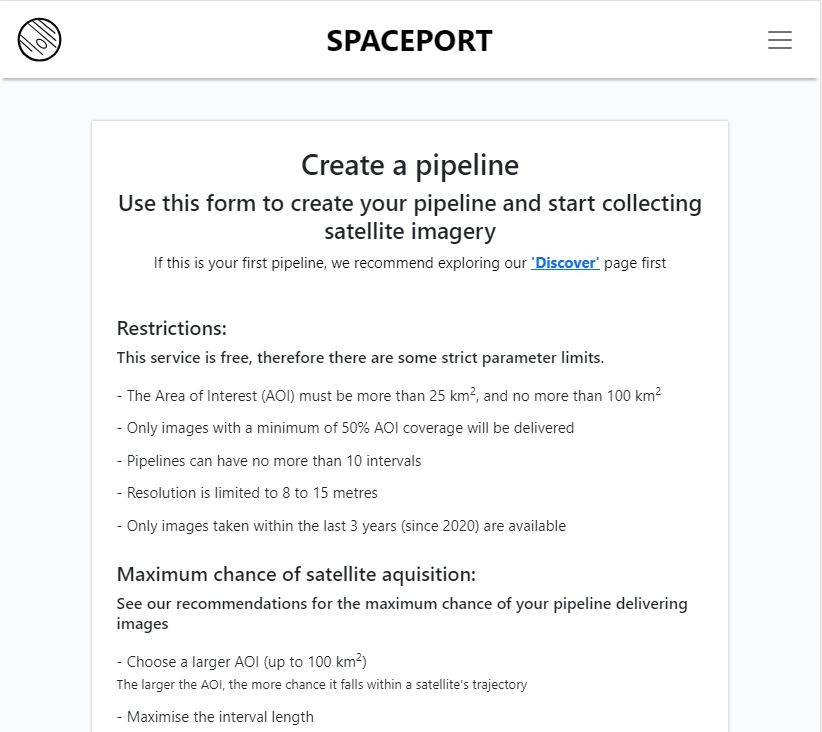 SPACEPORT
Create a pipeline
Use this form to create your pipeline and start collecting
satellite imagery
If this is your first pipeline, we recommend exploring our 'Discover' page first
Restrictions:
This service is free, therefore there are some strict parameter limits.
- The Area of Interest (AOI) must be more than 25 km², and no more than 100 km²
- Only images with a minimum of 50% AOI coverage will be delivered
- Pipelines can have no more than 10 intervals
- Resolution is limited to 8 to 15 metres
- Only images taken within the last 3 years (since 2020) are available
Maximum chance of satellite aquisition:
See our recommendations for the maximum chance of your pipeline delivering
images
- Choose a larger AOI (up to 100 km²)
The larger the AOI, the more chance it falls within a satellite's trajectory
- Maximise the interval length